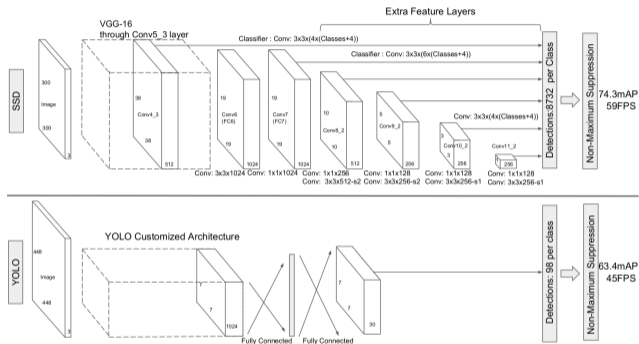 Extra Feature Layers
VGG-16
through Conv5_3 layer
Classifier : Conv: 3x3x(4x(Classes+4))
Classifier : Conv: 3x3x(6x(Classes+4))
Conv: 3x3x(4x(Classes+4))
SSD
300
Image
300
3
38
Conv4_3
38
512
19
Conv6
(FC6)
19
1024
19
Conv7
(FC7)
19
1024
10
Conv8_2
10
512
5
Conv9_2
5
256
3
Conv10_2
3
256
Conv11_2
1
256
Conv: 3x3x1024
Conv: 1x1x1024
Conv: 1x1x256
Conv: 3x3x512-s2
Conv: 1x1x128
Conv: 3x3x256-s2
Conv: 1x1x128
Conv: 3x3x256-s1
Conv: 1x1x128
Conv: 3x3x256-s1
Detections:8732 per Class
Non-Maximum Suppression
74.3mAP
59FPS
YOLO
448
Image
448
3
YOLO Customized Architecture
7
7
1024
Fully Connected
Fully Connected
7
7
30
Detections: 98 per class
Non-Maximum Suppression
63.4mAP
45FPS